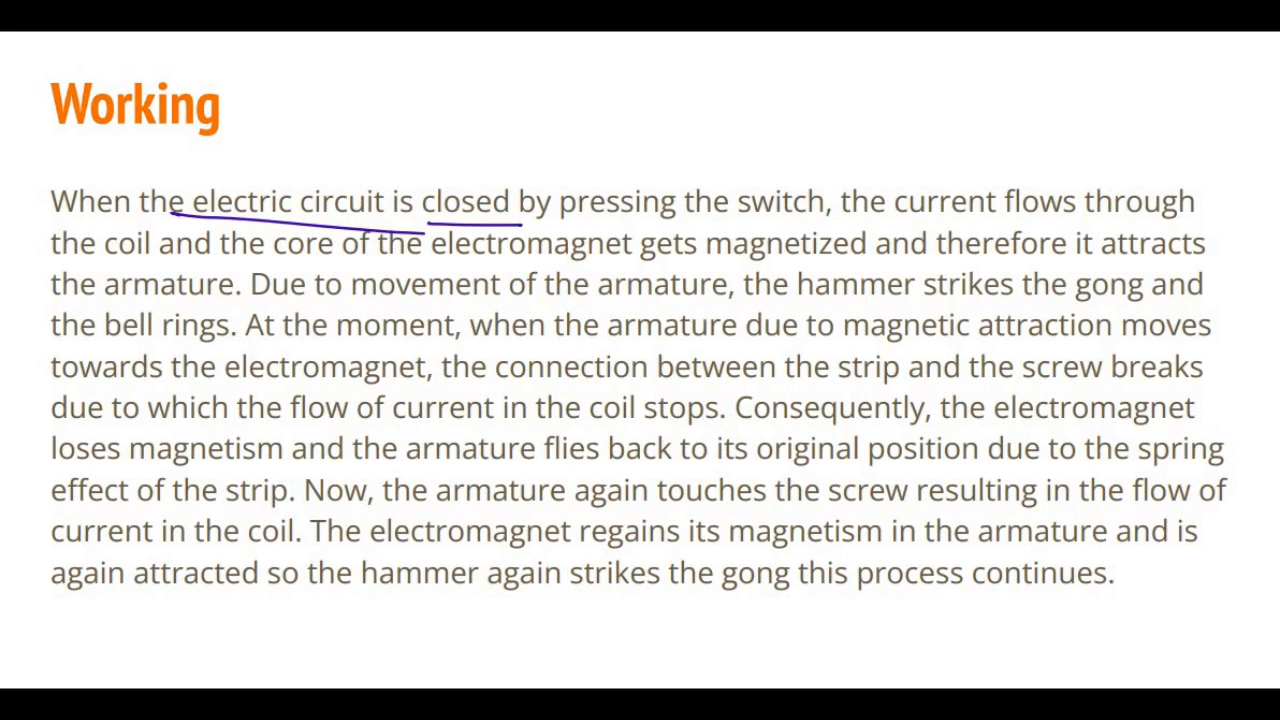 Working
When the electric circuit is closed by pressing the switch, the current flows through
the coil and the core of the electromagnet gets magnetized and therefore it attracts
the armature. Due to movement of the armature, the hammer strikes the gong and
the bell rings. At the moment, when the armature due to magnetic attraction moves
towards the electromagnet, the connection between the strip and the screw breaks
due to which the flow of current in the coil stops. Consequently, the electromagnet
loses magnetism and the armature flies back to its original position due to the spring
effect of the strip. Now, the armature again touches the screw resulting in the flow of
current in the coil. The electromagnet regains its magnetism in the armature and is
again attracted so the hammer again strikes the gong this process continues.